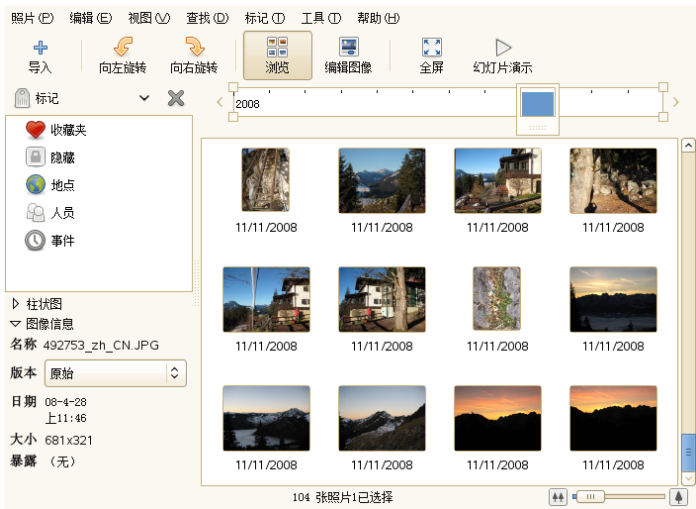 照片(P) 编辑(E) 视图(V) 查找(D) 标记(T) 工具(T) 帮助(H)
导入 向左旋转 向右旋转 浏览 编辑图像 全屏 幻灯片演示
标记
2008
收藏夹
隐藏
地点
人员
事件
11/11/2008 11/11/2008 11/11/2008 11/11/2008
11/11/2008 11/11/2008 11/11/2008 11/11/2008
11/11/2008 11/11/2008 11/11/2008 11/11/2008
柱状图
图像信息
名称 492753_zh_CN.JPG
版本 原始
日期 08-4-28
上11:46
大小 681x321
暴露 （无）
104 张照片1已选择